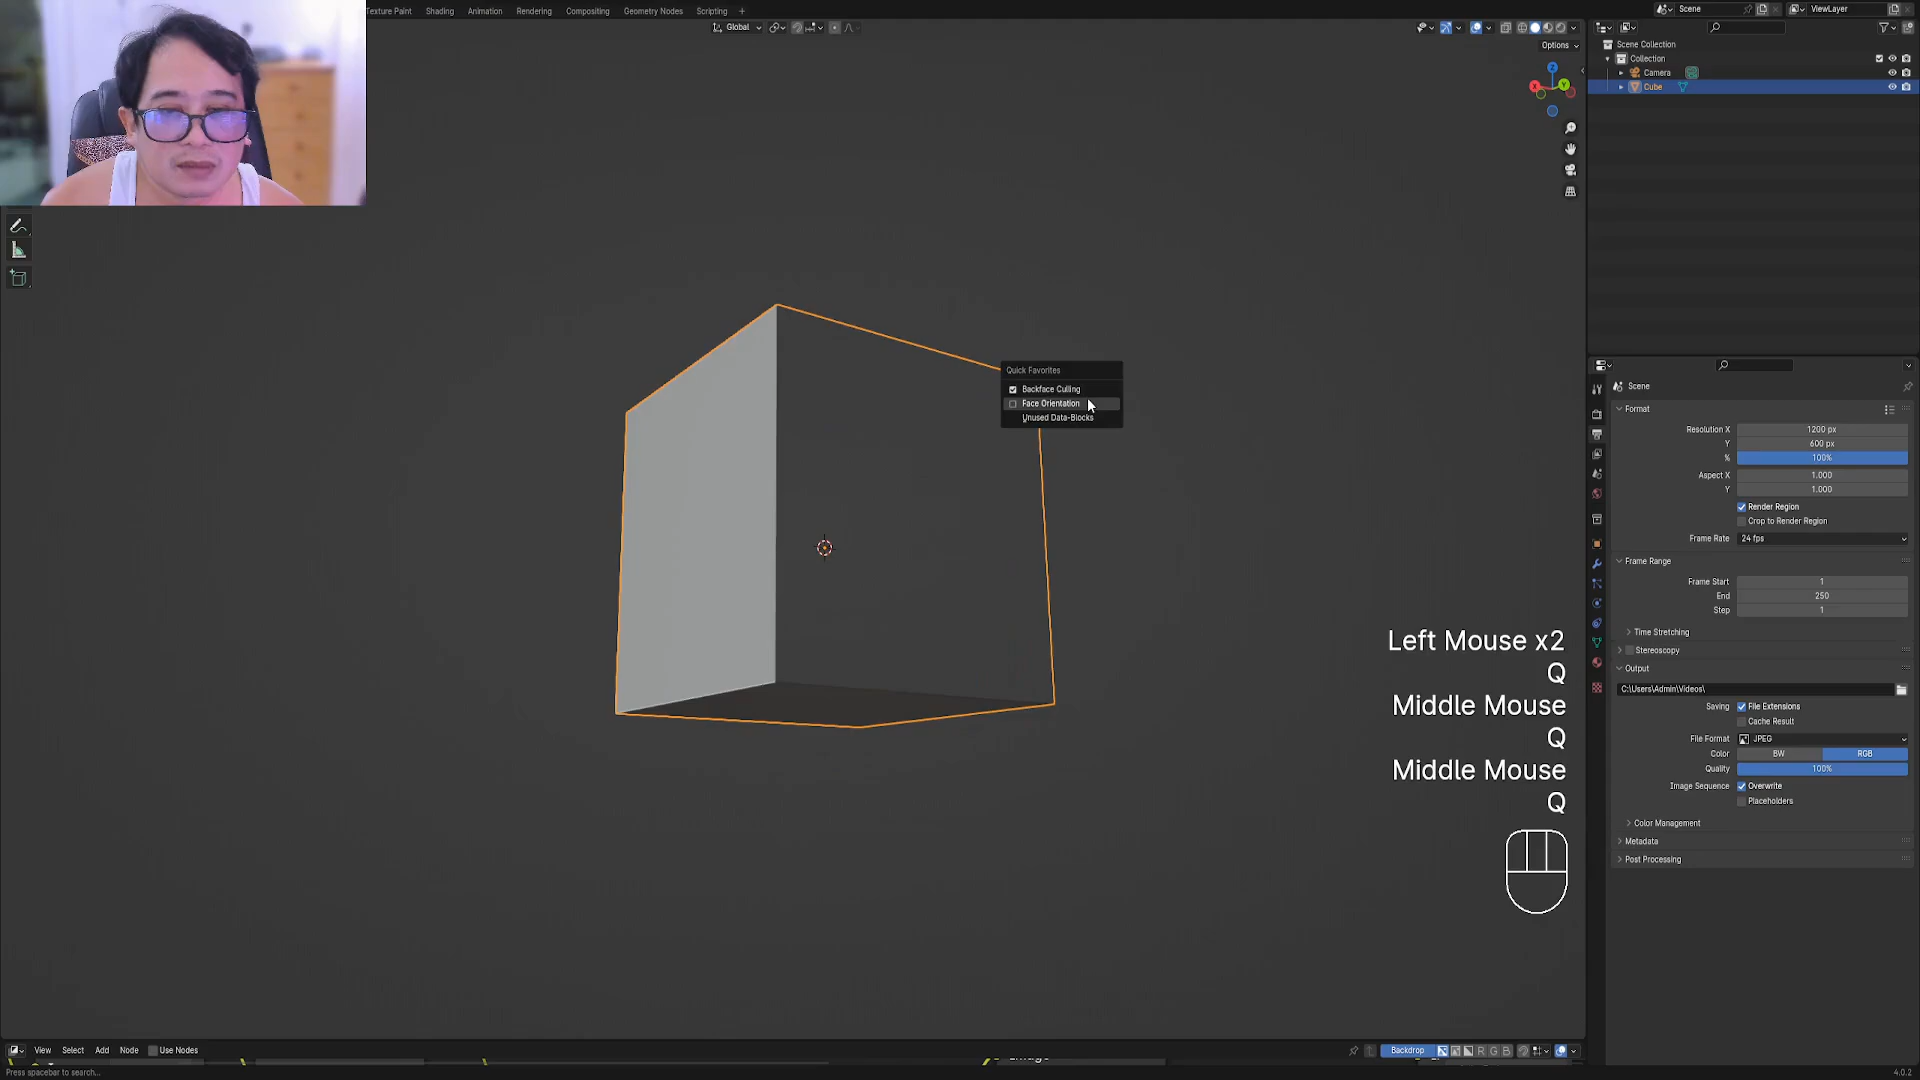 Texture Paint
Shading
Animation
Rendering
Compositing
Geometry Nodes
Scripting
+
Scene
ViewLayer
Global
Options
Z
X
Y
Scene Collection
Collection
Camera
Cube
Quick Favorites
Backface Culling
Face Orientation
Unused Data-Blocks
Scene
Format
Resolution X 1200 px
Y 600 px
% 100%
Aspect X 1.000
Y 1.000
Render Region
Crop to Render Region
Frame Rate 24 fps
Frame Range
Frame Start 1
End 250
Step 1
Time Stretching
Stereoscopy
Output
C:\Users\Admin\Videos\
Saving File Extensions
Cache Result
File Format JPEG
Color BW RGB
Quality 100%
Image Sequence Overwrite
Placeholders
Color Management
Metadata
Post Processing
Left Mouse x2
Q
Middle Mouse
Q
Middle Mouse
Q
View Select Add Node Use Nodes
Backdrop R G B
Press spacebar to search...
4.0.2